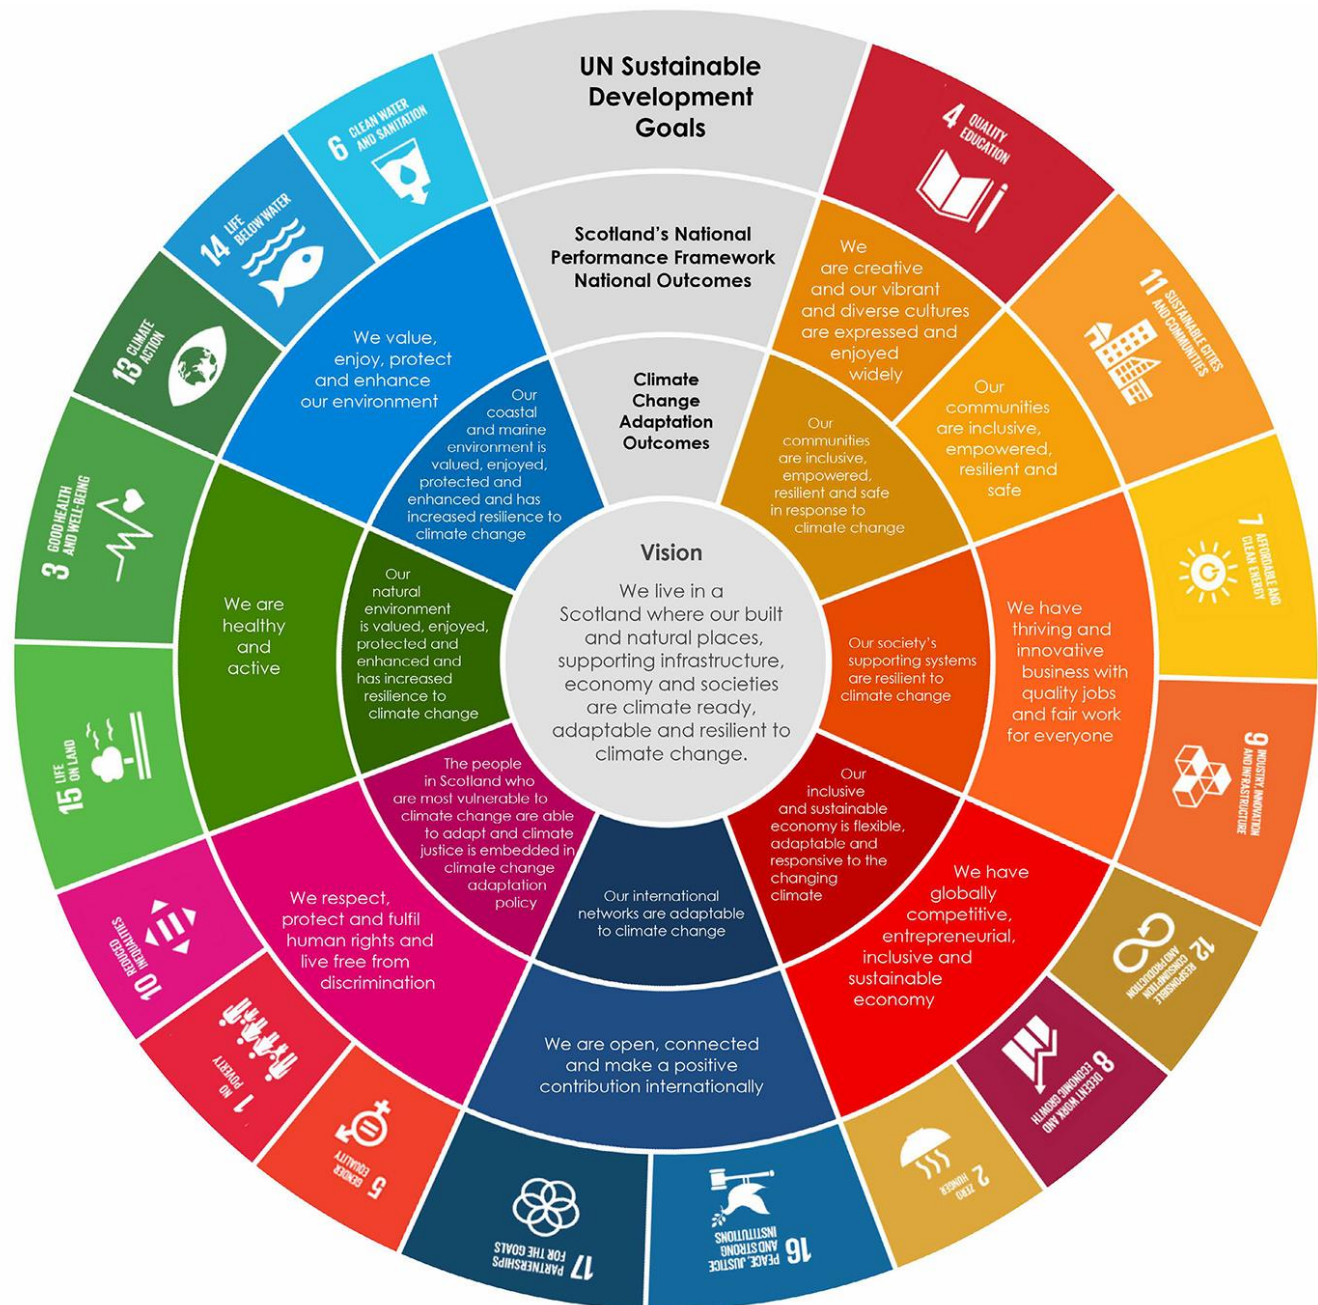 UN Sustainable
Development
Goals
Scotland's National
Performance Framework
National Outcomes
Climate
Change
Adaptation
Outcomes
Vision
We live in a
Scotland where our built
and natural places,
supporting infrastructure,
economy and societies
are climate ready,
adaptable and resilient to
climate change.
4 QUALITY
EDUCATION
11 SUSTAINABLE CITIES
AND COMMUNITIES
7 AFFORDABLE AND
CLEAN ENERGY
9 INDUSTRY, INNOVATION
AND INFRASTRUCTURE
12 RESPONSIBLE
CONSUMPTION
AND PRODUCTION
8 DECENT WORK AND
ECONOMIC GROWTH
2 ZERO
HUNGER
16 PEACE, JUSTICE
AND STRONG
INSTITUTIONS
17 PARTNERSHIPS
FOR THE GOALS
5 GENDER
EQUALITY
1 NO
POVERTY
10 REDUCED
INEQUALITIES
15 LIFE
ON LAND
3 GOOD HEALTH
AND WELL-BEING
13 CLIMATE
ACTION
14 LIFE
BELOW WATER
6 CLEAN WATER
AND SANITATION
We
are creative
and our vibrant
and diverse cultures
are expressed and
enjoyed
widely
Our
communities
are inclusive,
empowered,
resilient and
safe
We have
thriving and
innovative
business with
quality jobs
and fair work
for everyone
We have
globally
competitive,
entrepreneurial,
inclusive and
sustainable
economy
We are open, connected
and make a positive
contribution internationally
We respect,
protect and fulfil
human rights and
live free from
discrimination
We are
healthy
and
active
We value,
enjoy, protect
and enhance
our environment
Our
communities
are inclusive,
empowered,
resilient and safe
in response to
climate change
Our society's
supporting systems
are resilient to
climate change
Our
inclusive
and sustainable
economy is flexible,
adaptable and
responsive to the
changing
climate
Our international
networks are adaptable
to climate change
The people
in Scotland who
are most vulnerable to
climate change are able
to adapt and climate
justice is embedded in
climate change
adaptation
policy
Our
natural
environment
is valued, enjoyed,
protected and
enhanced and
has increased
resilience to
climate change
Our
coastal
and marine
environment is
valued, enjoyed,
protected and
enhanced and has
increased resilience to
climate change